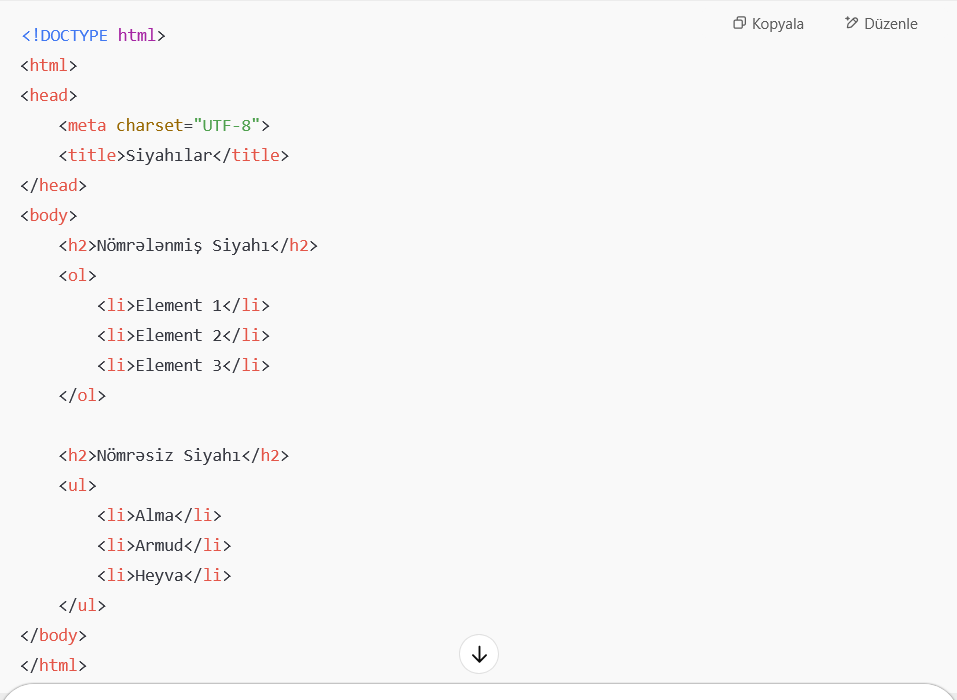 Kopyala Düzenle
<!DOCTYPE html>
<html>
<head>
    <meta charset="UTF-8">
    <title>Siyahılar</title>
</head>
<body>
    <h2>Nömrələnmiş Siyahı</h2>
    <ol>
        <li>Element 1</li>
        <li>Element 2</li>
        <li>Element 3</li>
    </ol>

    <h2>Nömrəsiz Siyahı</h2>
    <ul>
        <li>Alma</li>
        <li>Armud</li>
        <li>Heyva</li>
    </ul>
</body>
</html>